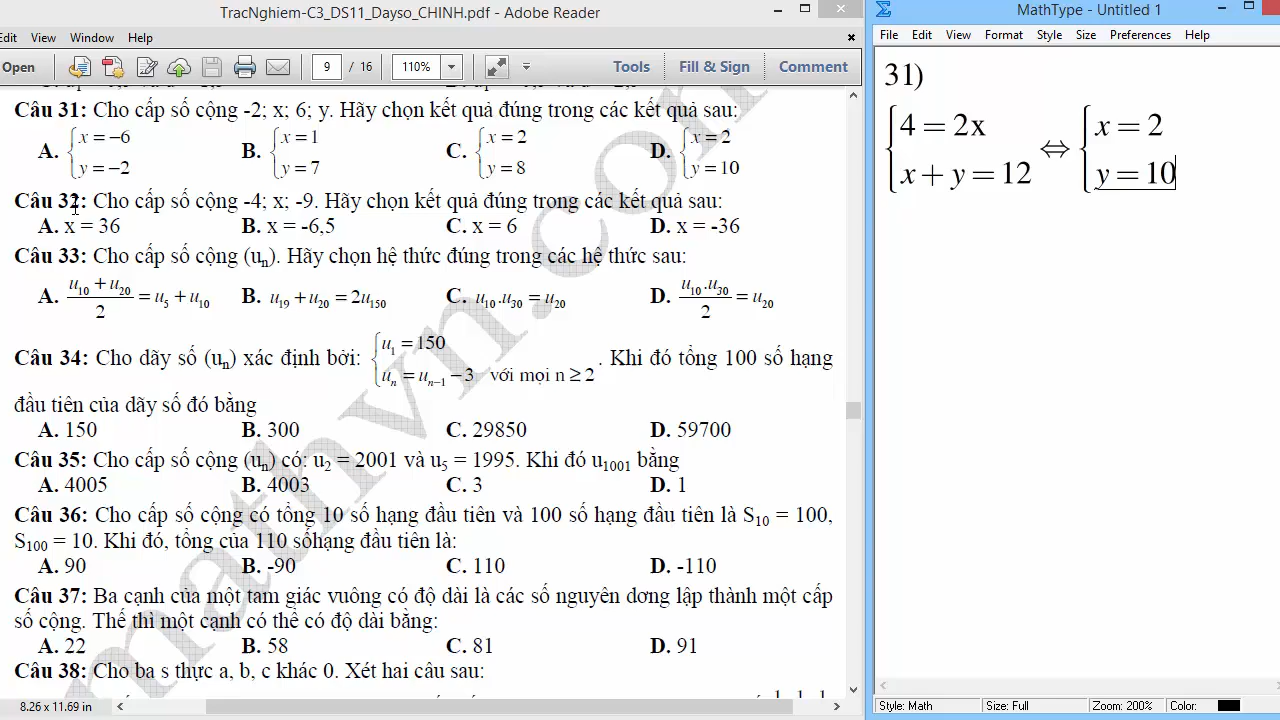 TracNghiem-C3_DS11_Dayso_CHINH.pdf - Adobe Reader
Edit View Window Help
Open 9 / 16 110% Tools Fill & Sign Comment
Câu 31: Cho cấp số cộng -2; x; 6; y. Hãy chọn kết quả đúng trong các kết quả sau:
A. {x = −6 B. {x = 1 C. {x = 2 D. {x = 2
y = −2 y = 7 y = 8 y = 10
Câu 32: Cho cấp số cộng -4; x; -9. Hãy chọn kết quả đúng trong các kết quả sau:
A. x = 36 B. x = -6,5 C. x = 6 D. x = -36
Câu 33: Cho cấp số cộng (uₙ). Hãy chọn hệ thức đúng trong các hệ thức sau:
A. (u₁₀ + u₂₀)/2 = u₅ + u₁₀ B. u₁₉ + u₂₀ = 2u₁₅₀ C. u₁₀.u₃₀ = u₂₀ D. (u₁₀.u₃₀)/2 = u₂₀
Câu 34: Cho dãy số (uₙ) xác định bởi: {u₁ = 150
uₙ = uₙ₋₁ − 3 với mọi n ≥ 2 . Khi đó tổng 100 số hạng
đầu tiên của dãy số đó bằng
A. 150 B. 300 C. 29850 D. 59700
Câu 35: Cho cấp số cộng (uₙ) có: u₂ = 2001 và u₅ = 1995. Khi đó u₁₀₀₁ bằng
A. 4005 B. 4003 C. 3 D. 1
Câu 36: Cho cấp số cộng có tổng 10 số hạng đầu tiên và 100 số hạng đầu tiên là S₁₀ = 100,
S₁₀₀ = 10. Khi đó, tổng của 110 sốhạng đầu tiên là:
A. 90 B. -90 C. 110 D. -110
Câu 37: Ba cạnh của một tam giác vuông có độ dài là các số nguyên dơng lập thành một cấp
số cộng. Thế thì một cạnh có thể có độ dài bằng:
A. 22 B. 58 C. 81 D. 91
Câu 38: Cho ba s thực a, b, c khác 0. Xét hai câu sau:
8.26 x 11.69 in
mathvn.com
MathType - Untitled 1
File Edit View Format Style Size Preferences Help
31)
{4 = 2x ⇔ {x = 2
x + y = 12 y = 10
Style: Math Size: Full Zoom: 200% Color: